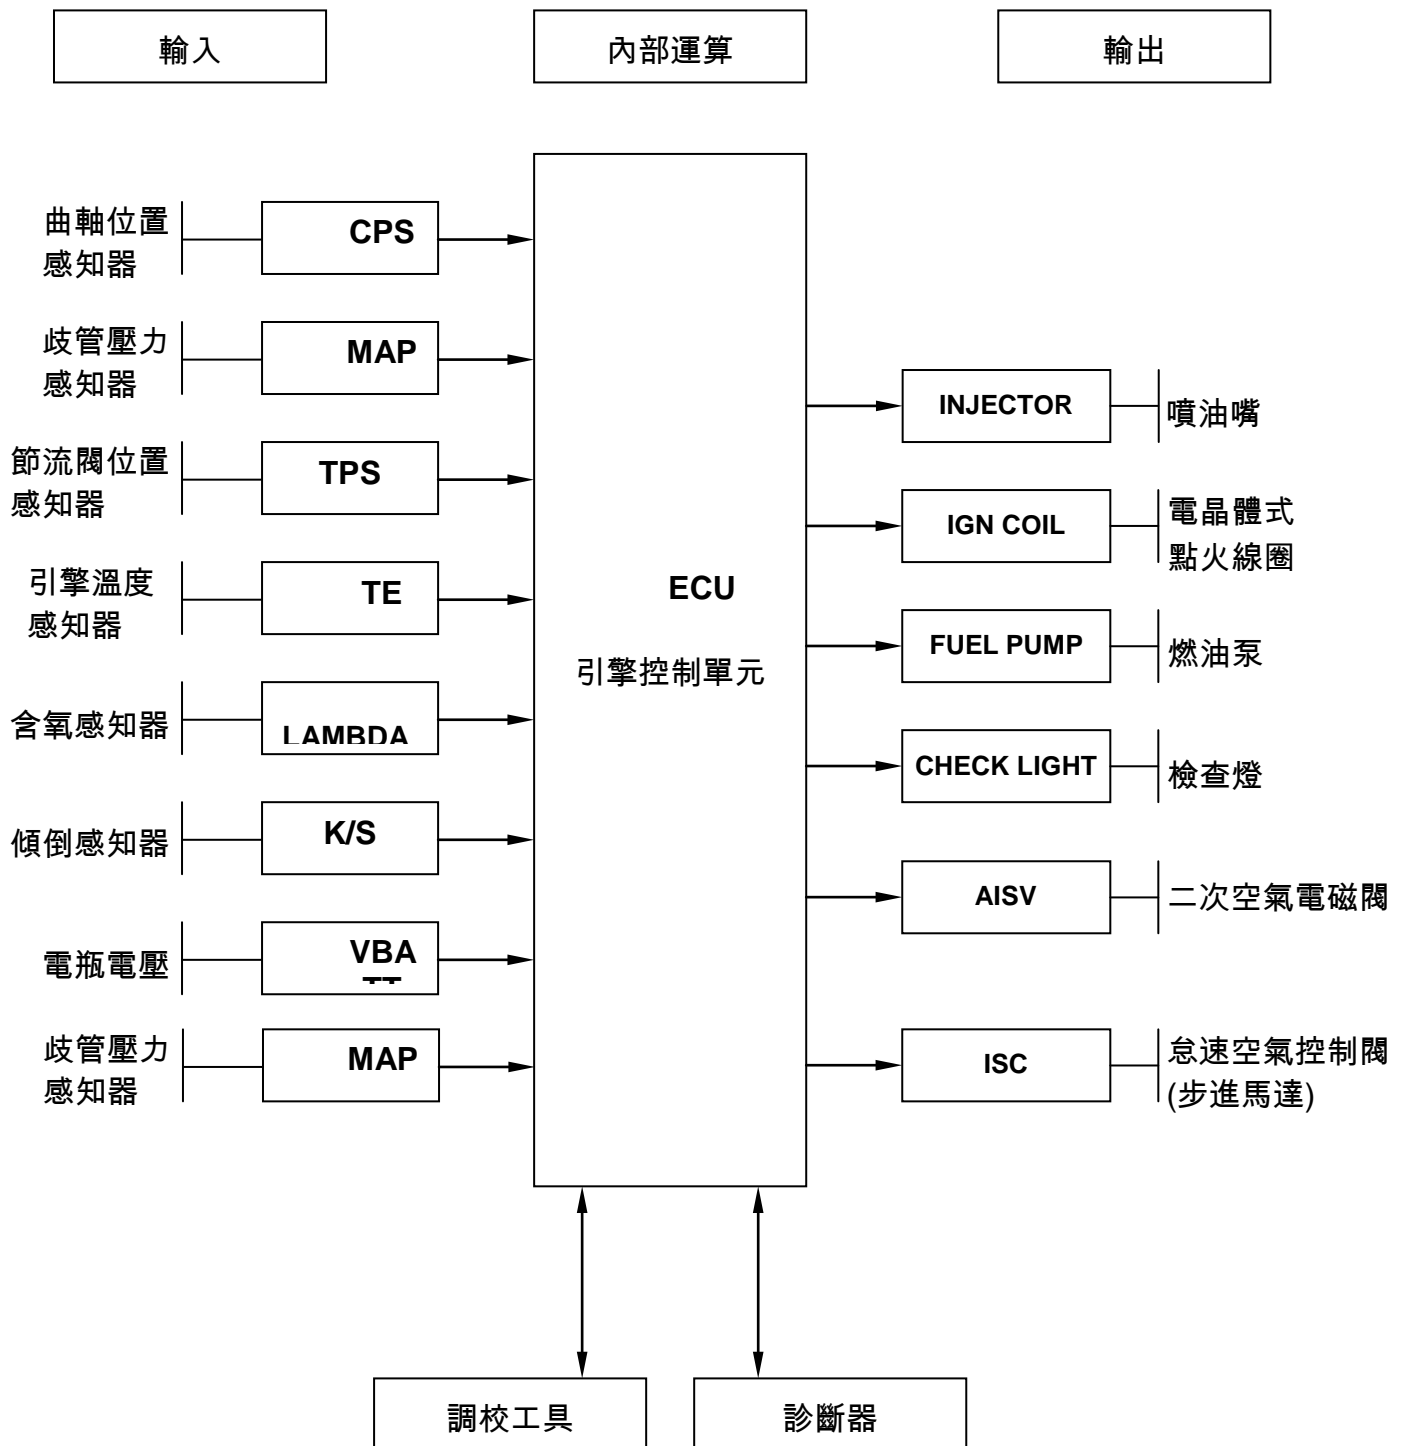 輸入
內部運算
輸出
曲軸位置
感知器
CPS
歧管壓力
感知器
MAP
節流閥位置
感知器
TPS
引擎溫度
感知器
TE
含氧感知器
LAMBDA
傾倒感知器
K/S
電瓶電壓
VBA
TT
歧管壓力
感知器
MAP
ECU
引擎控制單元
INJECTOR
噴油嘴
IGN COIL
電晶體式
點火線圈
FUEL PUMP
燃油泵
CHECK LIGHT
檢查燈
AISV
二次空氣電磁閥
ISC
怠速空氣控制閥
(步進馬達)
調校工具
診斷器